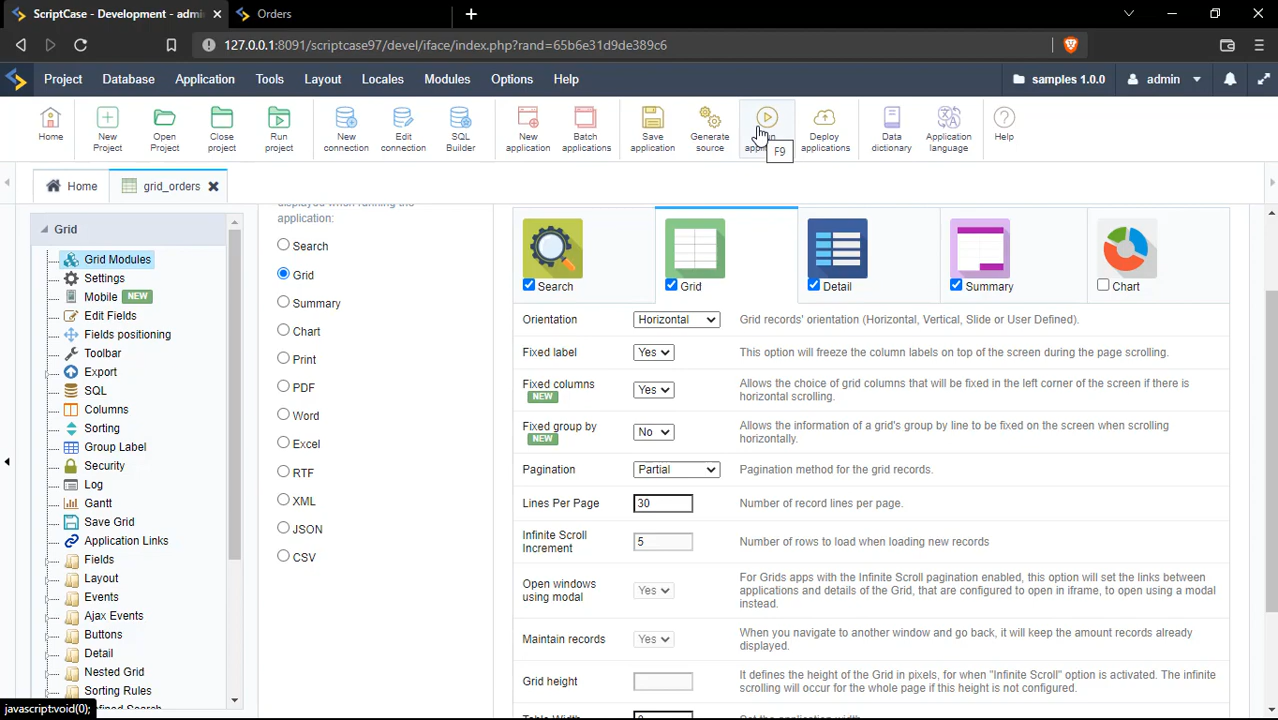 ScriptCase - Development - admi
Orders
127.0.0.1:8091/scriptcase97/devel/iface/index.php?rand=65b6e31d9de389c6
Project Database Application Tools Layout Locales Modules Options Help samples 1.0.0 admin
Home
New Project
Open Project
Close project
Run project
New connection
Edit connection
SQL Builder
New application
Batch applications
Save application
Generate source
F9
Deploy applications
Data dictionary
Application language
Help
Home
grid_orders
Grid
Grid Modules
Settings
Mobile NEW
Edit Fields
Fields positioning
Toolbar
Export
SQL
Columns
Sorting
Group Label
Security
Log
Gantt
Save Grid
Application Links
Fields
Layout
Events
Ajax Events
Buttons
Detail
Nested Grid
Sorting Rules
javascript:void(0);
displayed when running the
application:
Search
Grid
Summary
Chart
Print
PDF
Word
Excel
RTF
XML
JSON
CSV
Search
Grid
Detail
Summary
Chart
Orientation Horizontal Grid records' orientation (Horizontal, Vertical, Slide or User Defined).
Fixed label Yes This option will freeze the column labels on top of the screen during the page scrolling.
Fixed columns NEW Yes Allows the choice of grid columns that will be fixed in the left corner of the screen if there is
horizontal scrolling.
Fixed group by NEW No Allows the information of a grid's group by line to be fixed on the screen when scrolling
horizontally.
Pagination Partial Pagination method for the grid records.
Lines Per Page 30 Number of record lines per page.
Infinite Scroll
Increment 5 Number of rows to load when loading new records
Open windows
using modal Yes For Grids apps with the Infinite Scroll pagination enabled, this option will set the links between
applications and details of the Grid, that are configured to open in iframe, to open using a modal
instead.
Maintain records Yes When you navigate to another window and go back, it will keep the amount records already
displayed.
Grid height It defines the height of the Grid in pixels, for when "Infinite Scroll" option is activated. The infinite
scrolling will occur for the whole page if this height is not configured.